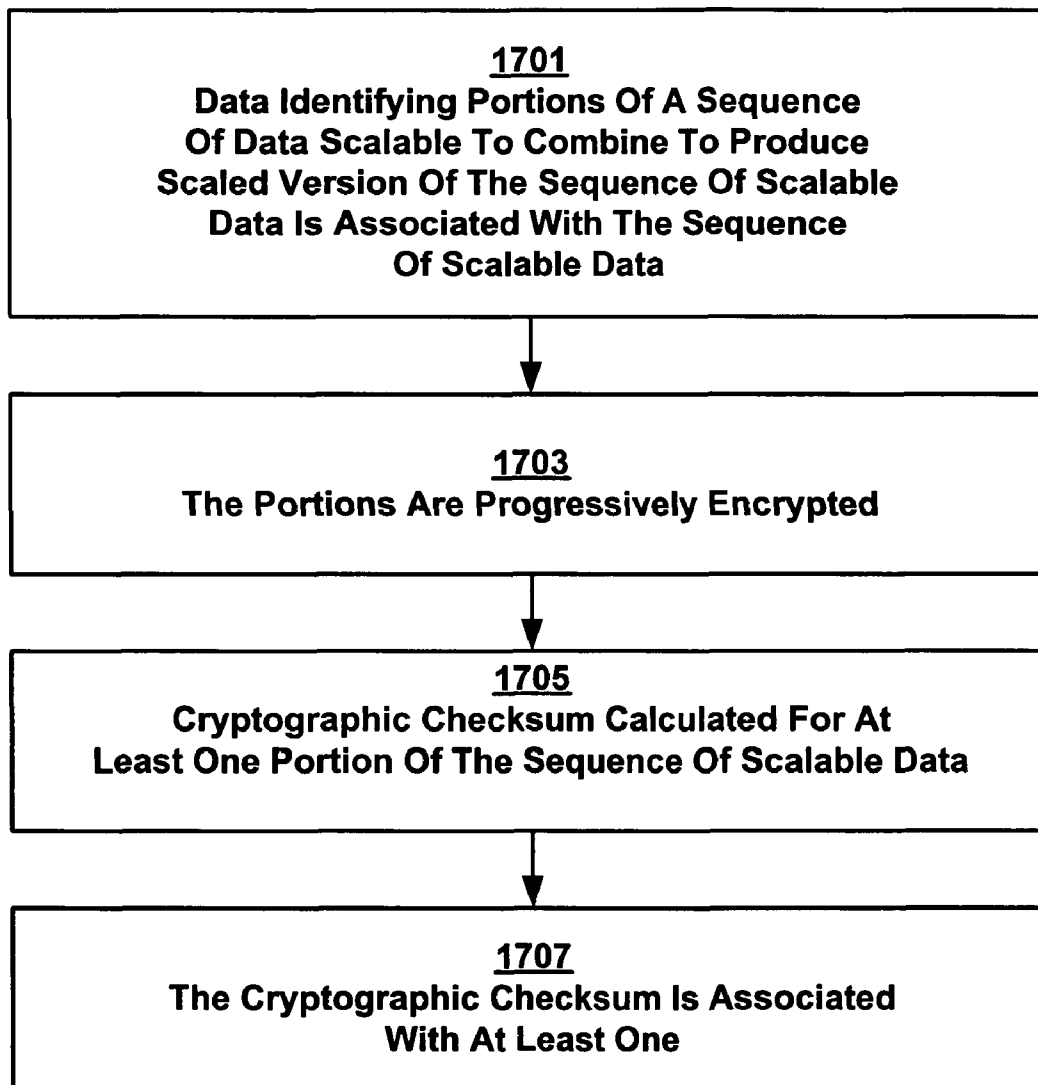 1701
Data Identifying Portions Of A Sequence
Of Data Scalable To Combine To Produce
Scaled Version Of The Sequence Of Scalable
Data Is Associated With The Sequence
Of Scalable Data
1703
The Portions Are Progressively Encrypted
1705
Cryptographic Checksum Calculated For At
Least One Portion Of The Sequence Of Scalable Data
1707
The Cryptographic Checksum Is Associated
With At Least One